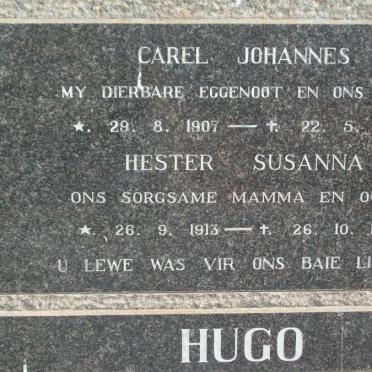 CAREL JOHANNES
MY DIERBARE EGGENOOT EN ONS
★. 29. 8. 1907 — †. 22. 5.
HESTER SUSANNA
ONS SORGSAME MAMMA EN
★. 26. 9. 1913 — †. 26. 10.
U LEWE WAS VIR ONS BAIE
HUGO